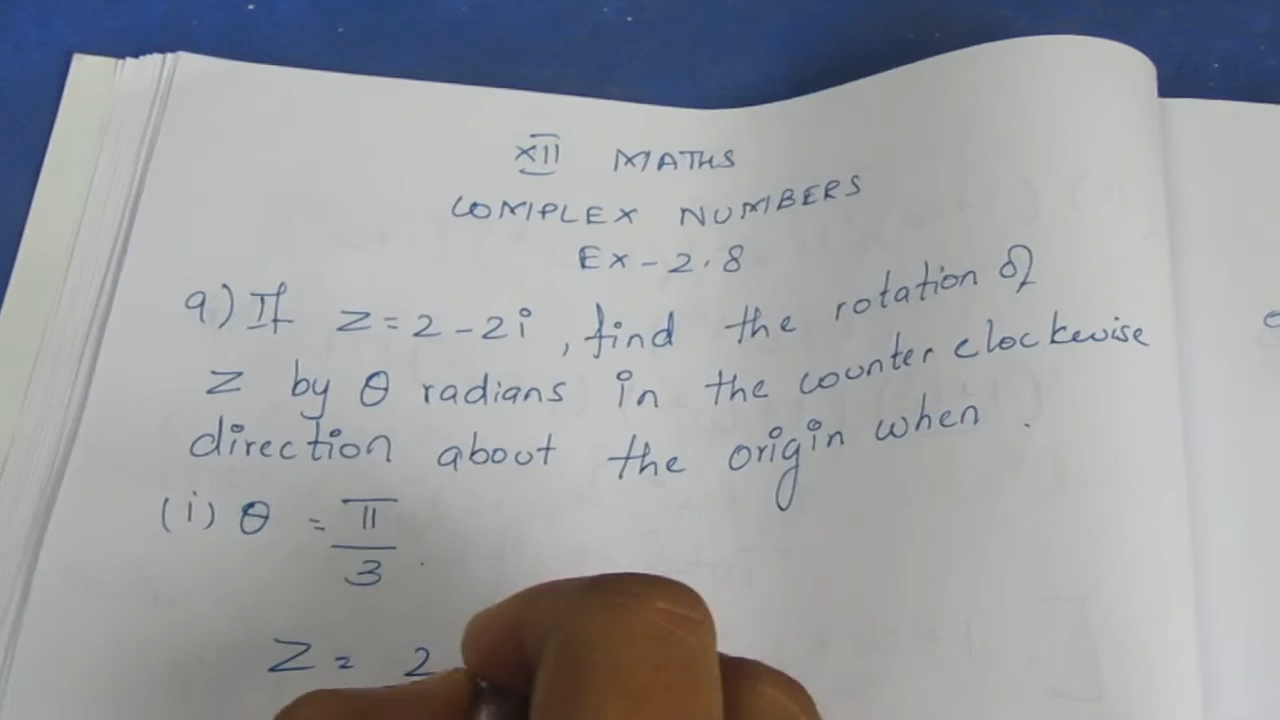 XII MATHS
COMPLEX NUMBERS
Ex-2.8
9) If z=2-2i, find the rotation of
z by θ radians in the counter clockwise
direction about the origin when.
(i) θ = π/3.
z = 2